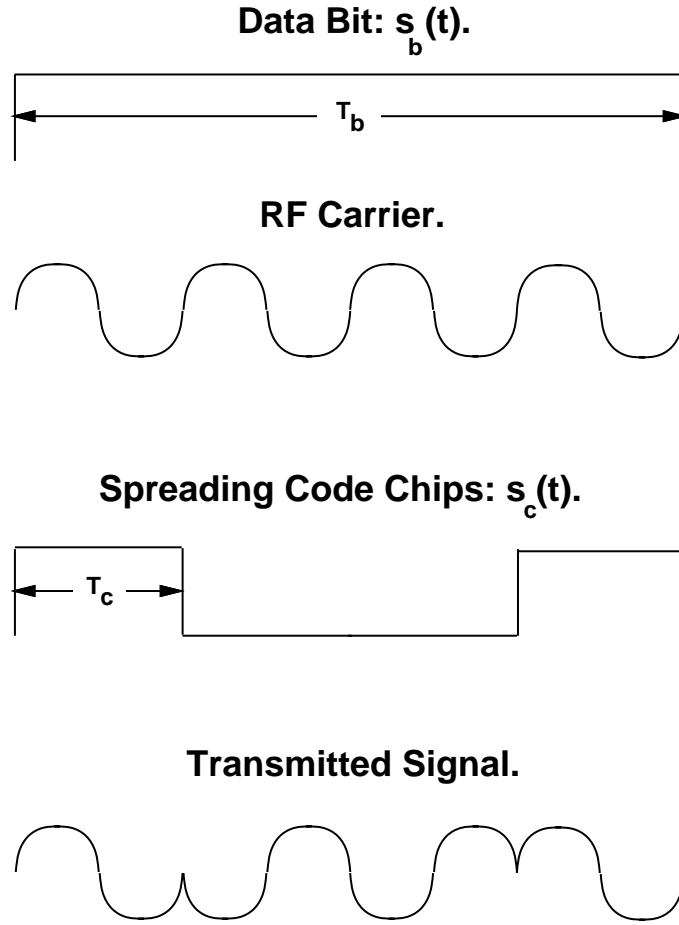 Data Bit: s_b(t).
T_b
RF Carrier.
Spreading Code Chips: s_c(t).
T_c
Transmitted Signal.